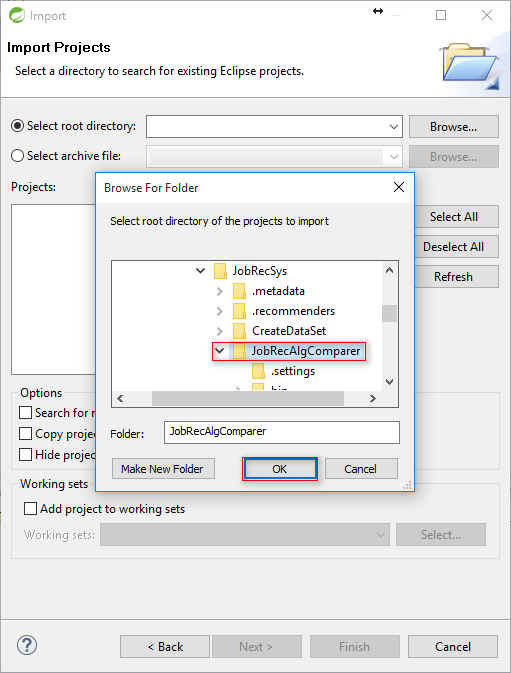 Import
Import Projects
Select a directory to search for existing Eclipse projects.
Select root directory:
Browse...
Select archive file:
Browse...
Projects:
Select All
Deselect All
Refresh
Browse For Folder
Select root directory of the projects to import
JobRecSys
.metadata
.recommenders
CreateDataSet
JobRecAlgComparer
.settings
Folder:
JobRecAlgComparer
Make New Folder
OK
Cancel
Options
Search for
Copy
Hide
Working sets
Add project to working sets
Working sets:
Select...
?
< Back
Next >
Finish
Cancel